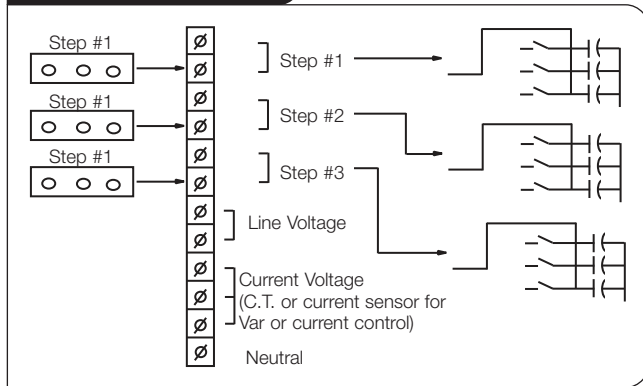 Step #1
Step #1
Step #1
Step #1
Step #2
Step #3
Line Voltage
Current Voltage
(C.T. or current sensor for
Var or current control)
Neutral